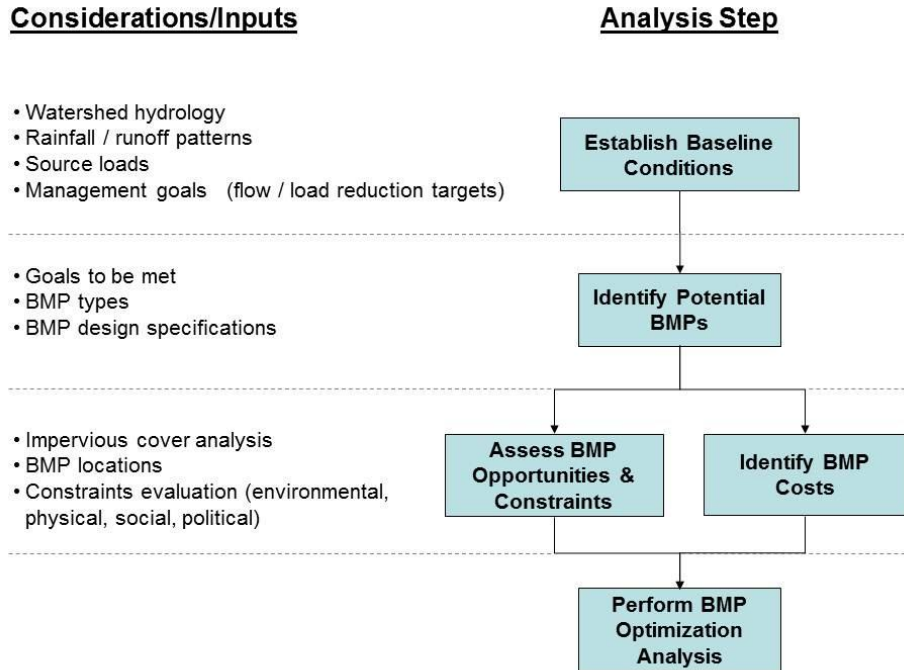 Considerations/Inputs
Analysis Step
• Watershed hydrology
• Rainfall / runoff patterns
• Source loads
• Management goals (flow / load reduction targets)
Establish Baseline
Conditions
• Goals to be met
• BMP types
• BMP design specifications
Identify Potential
BMPs
• Impervious cover analysis
• BMP locations
• Constraints evaluation (environmental,
physical, social, political)
Assess BMP
Opportunities &
Constraints
Identify BMP
Costs
Perform BMP
Optimization
Analysis